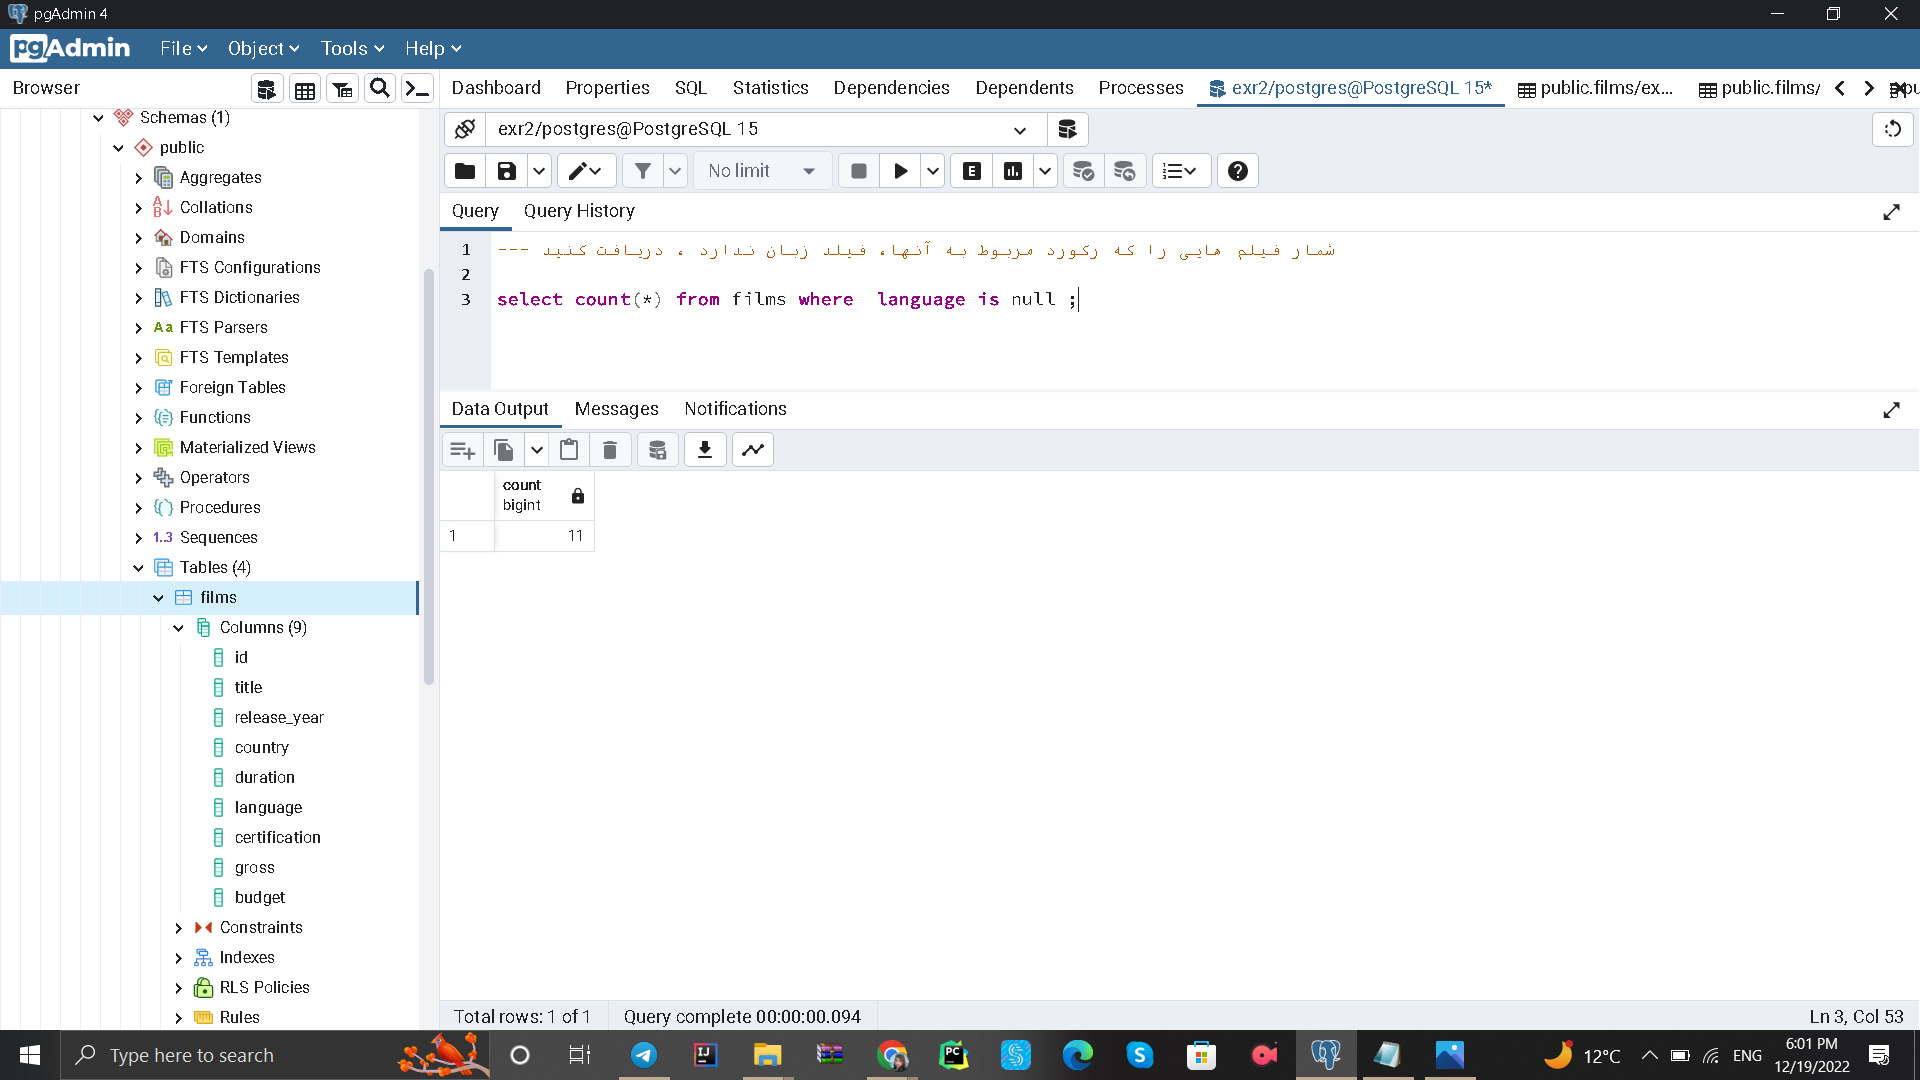 pgAdmin 4
pgAdmin File Object Tools Help
Browser
Dashboard Properties SQL Statistics Dependencies Dependents Processes exr2/postgres@PostgreSQL 15* public.films/ex... public.films/
Schemas (1)
public
Aggregates
Collations
Domains
FTS Configurations
FTS Dictionaries
Aa FTS Parsers
FTS Templates
Foreign Tables
Functions
Materialized Views
Operators
Procedures
1..3 Sequences
Tables (4)
films
Columns (9)
id
title
release_year
country
duration
language
certification
gross
budget
Constraints
Indexes
RLS Policies
Rules
exr2/postgres@PostgreSQL 15
No limit
E
Query Query History
1 --- شمار فیلم هایی را که رکورد مربوط به آنها، فیلد زبان ندارد ، دریافت کنید
2
3 select count(*) from films where  language is null ;
Data Output Messages Notifications
count
bigint
1 11
Total rows: 1 of 1 Query complete 00:00:00.094 Ln 3, Col 53
Type here to search
12°C ENG
6:01 PM
12/19/2022